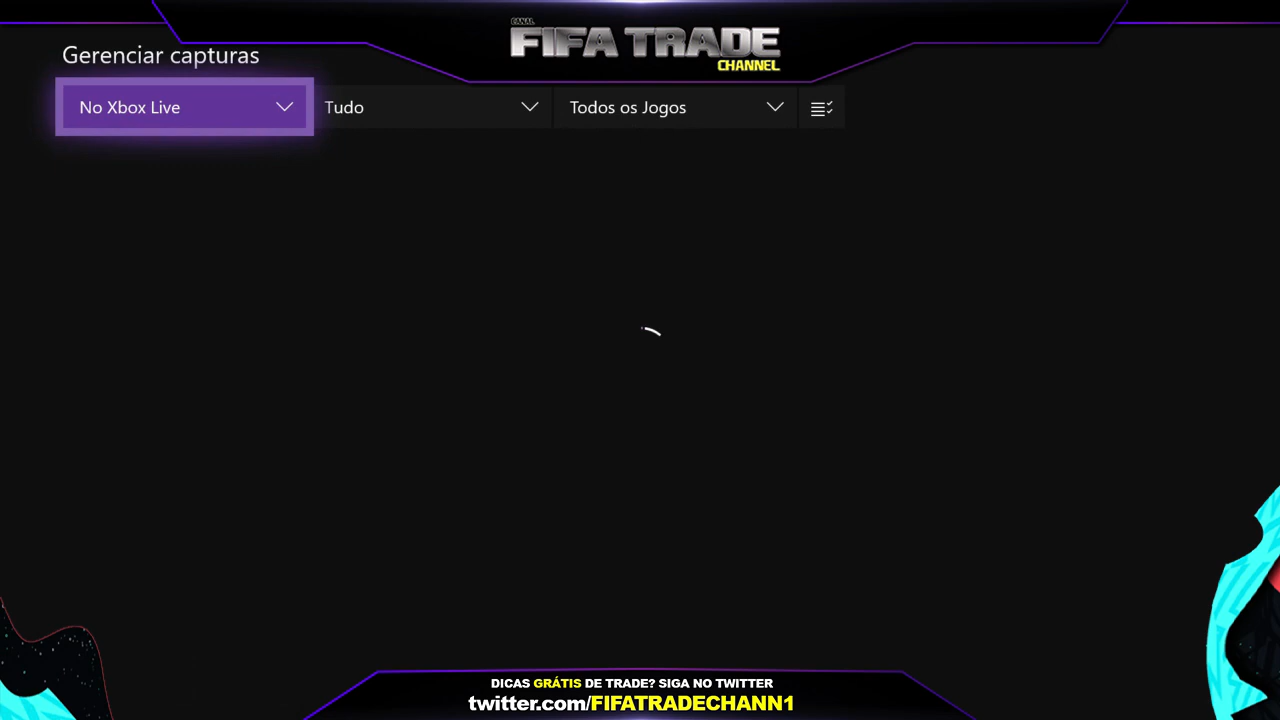 CANAL
FIFA TRADE
CHANNEL
Gerenciar capturas
No Xbox Live
Tudo
Todos os Jogos
DICAS GRÁTIS DE TRADE? SIGA NO TWITTER
twitter.com/FIFATRADECHANN1